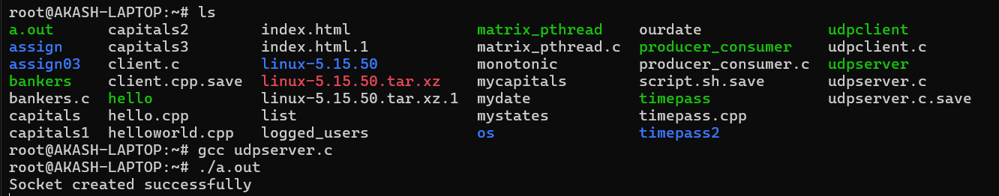 root@AKASH-LAPTOP:~# ls
a.out capitals2 index.html matrix_pthread ourdate udpclient
assign capitals3 index.html.1 matrix_pthread.c producer_consumer udpclient.c
assign03 client.c linux-5.15.50 monotonic producer_consumer.c udpserver
bankers client.cpp.save linux-5.15.50.tar.xz mycapitals script.sh.save udpserver.c
bankers.c hello linux-5.15.50.tar.xz.1 mydate timepass udpserver.c.save
capitals hello.cpp list mystates timepass.cpp
capitals1 helloworld.cpp logged_users os timepass2
root@AKASH-LAPTOP:~# gcc udpserver.c
root@AKASH-LAPTOP:~# ./a.out
Socket created successfully